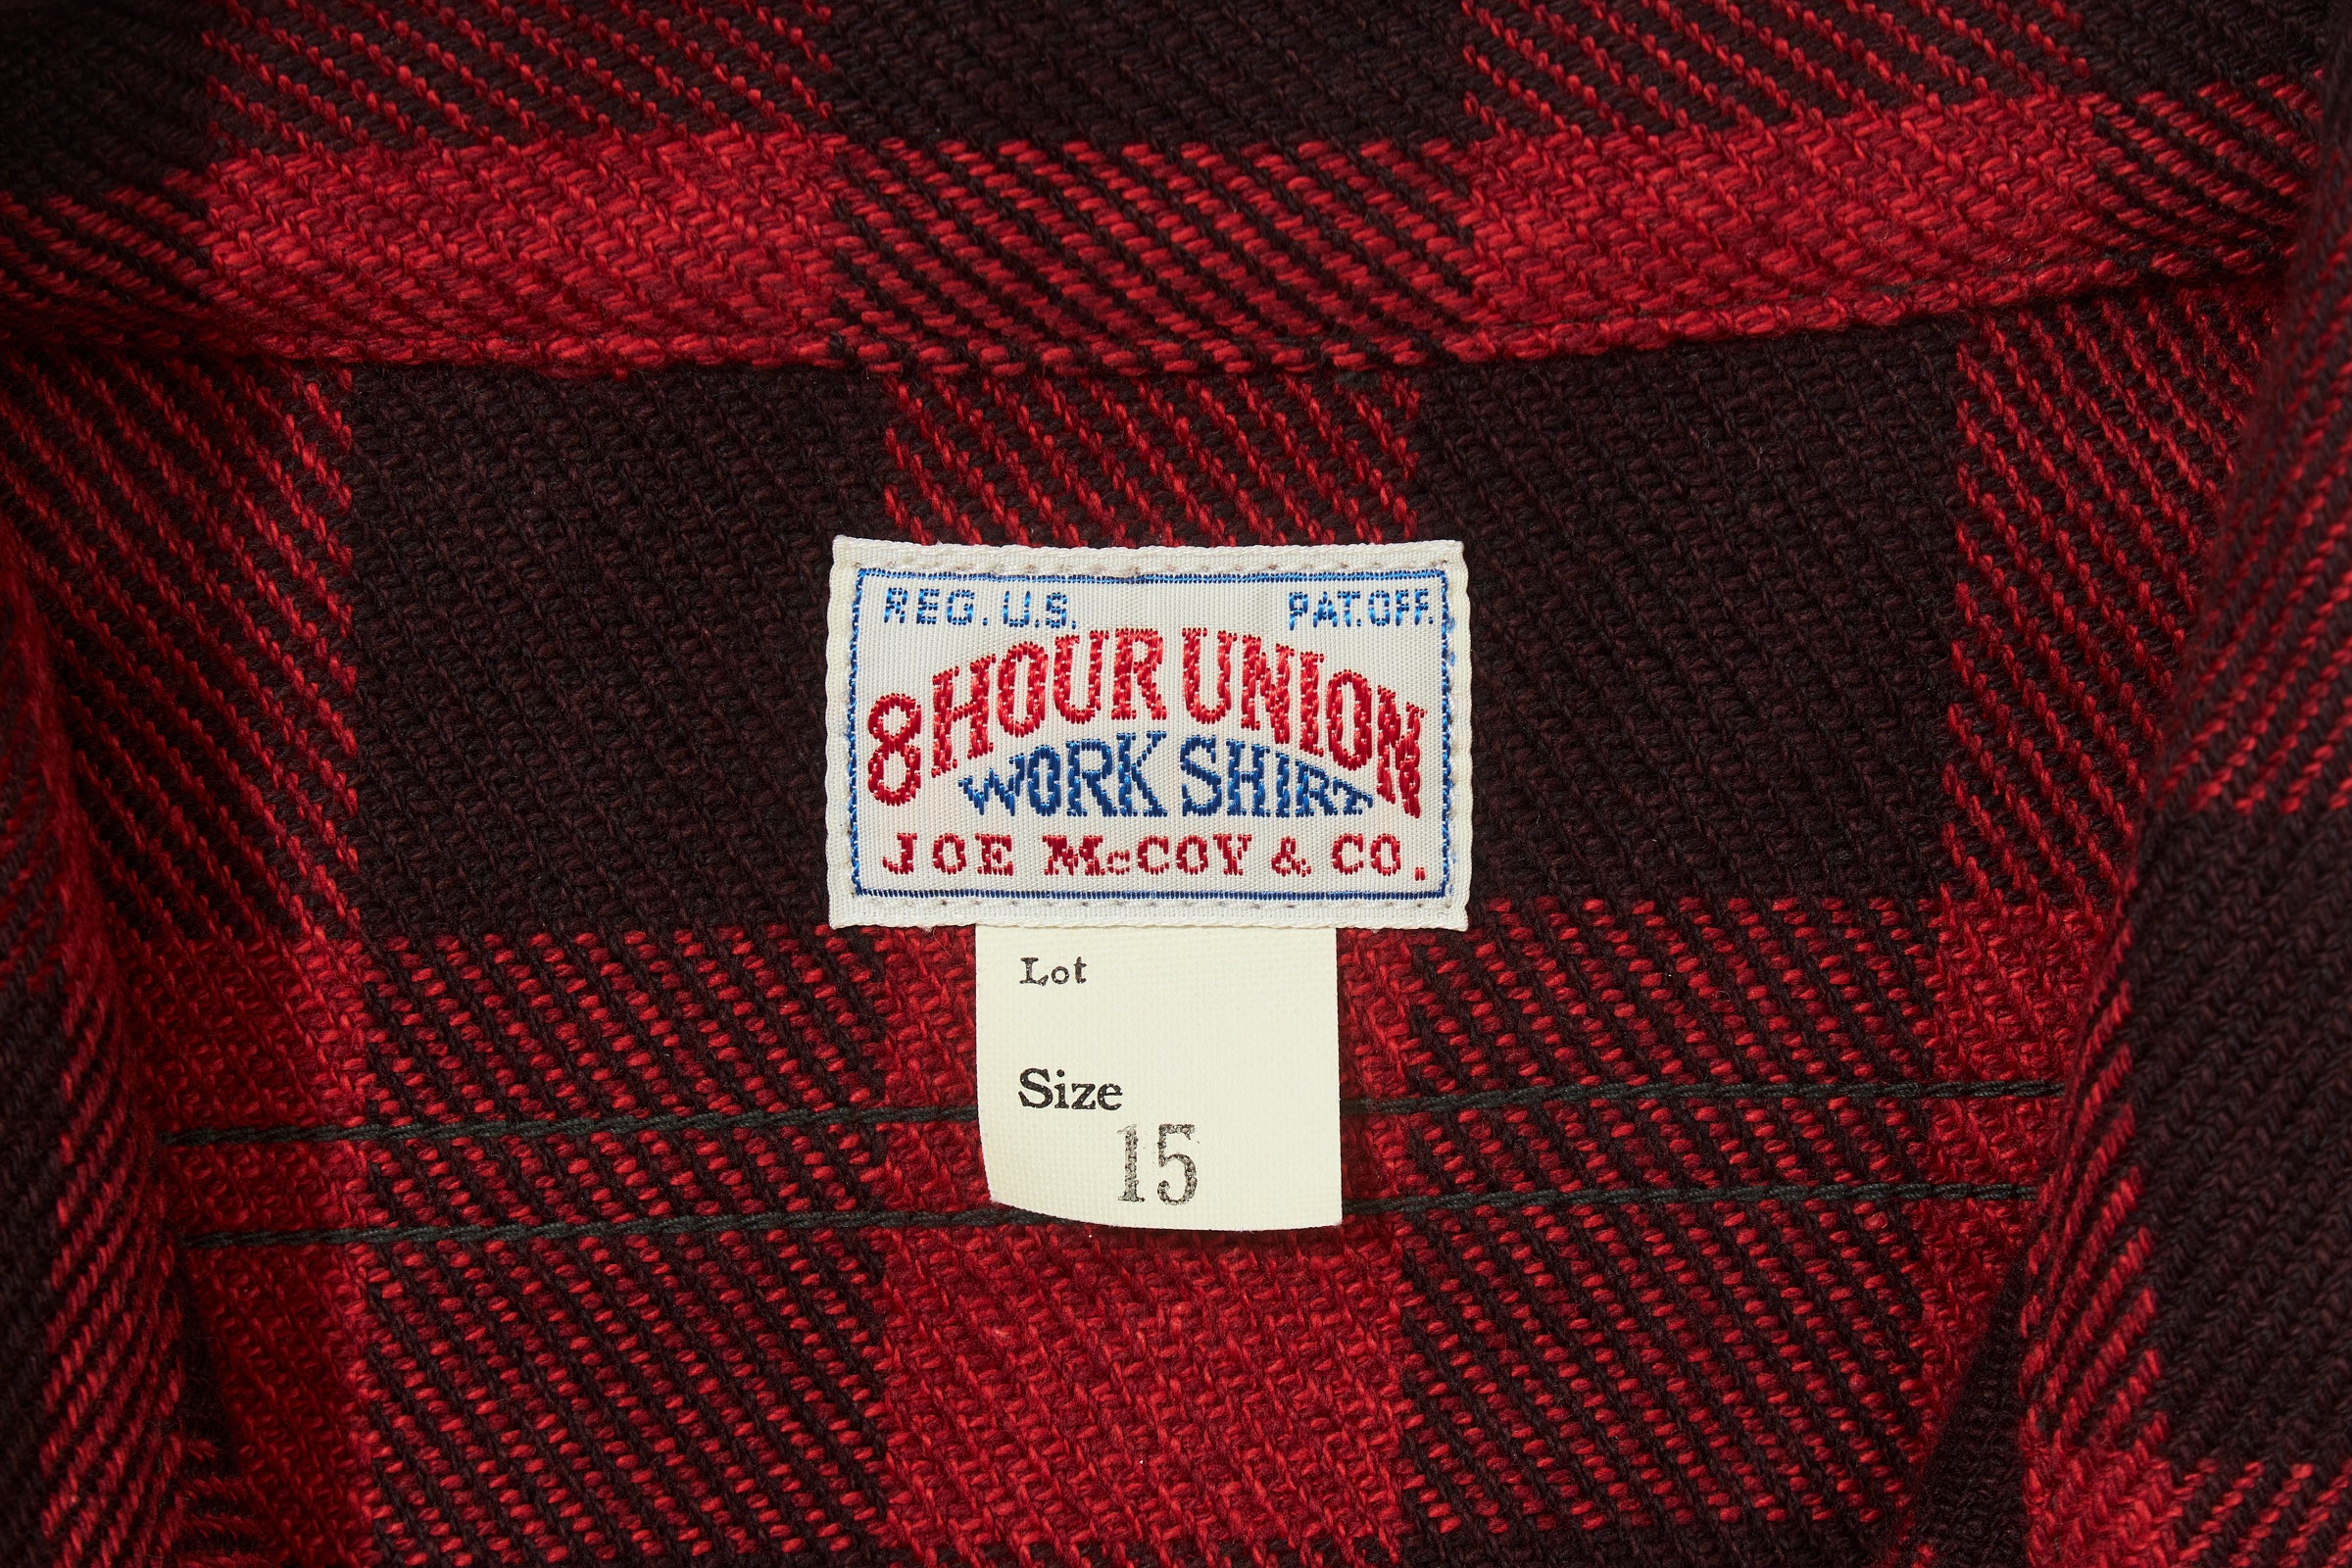 REG. U.S. PAT. OFF.
8 HOUR UNION
WORK SHIRT
JOE McCOY & CO.
Lot
Size
15